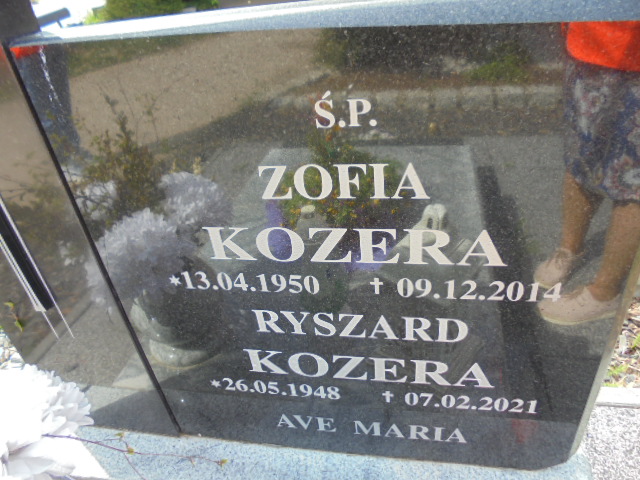 Ś.P.
ZOFIA
KOZERA
*13.04.1950 ✝ 09.12.2014
RYSZARD
KOZERA
*26.05.1948 ✝ 07.02.2021
AVE MARIA